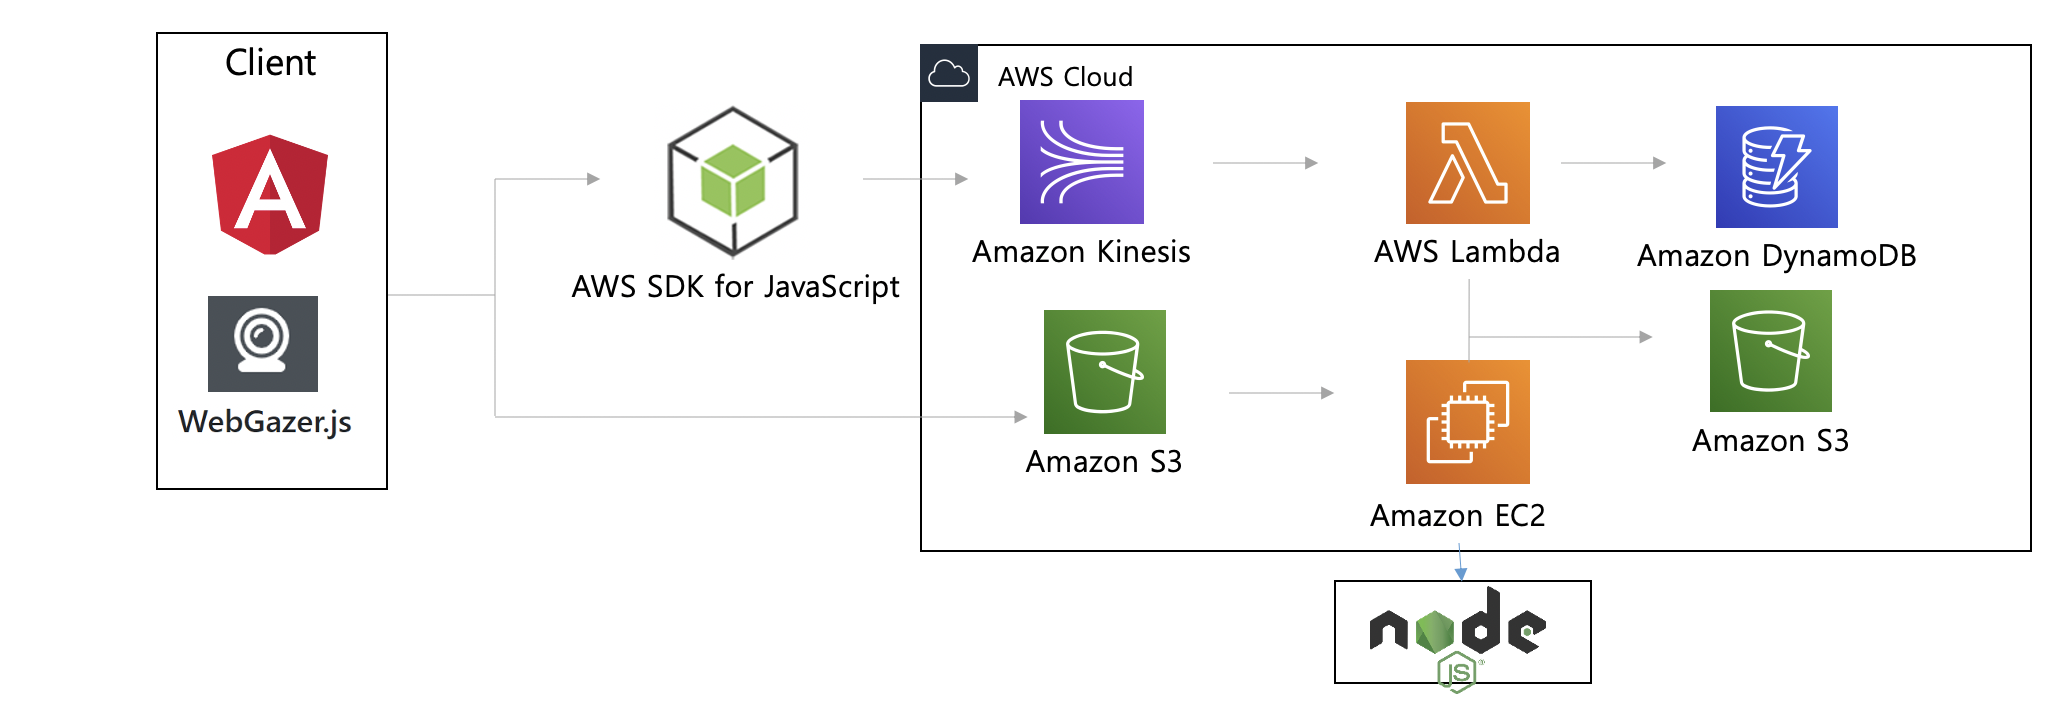 Client
WebGazer.js
AWS SDK for JavaScript
AWS Cloud
Amazon Kinesis
AWS Lambda
Amazon DynamoDB
Amazon S3
Amazon EC2
Amazon S3
node
JS®